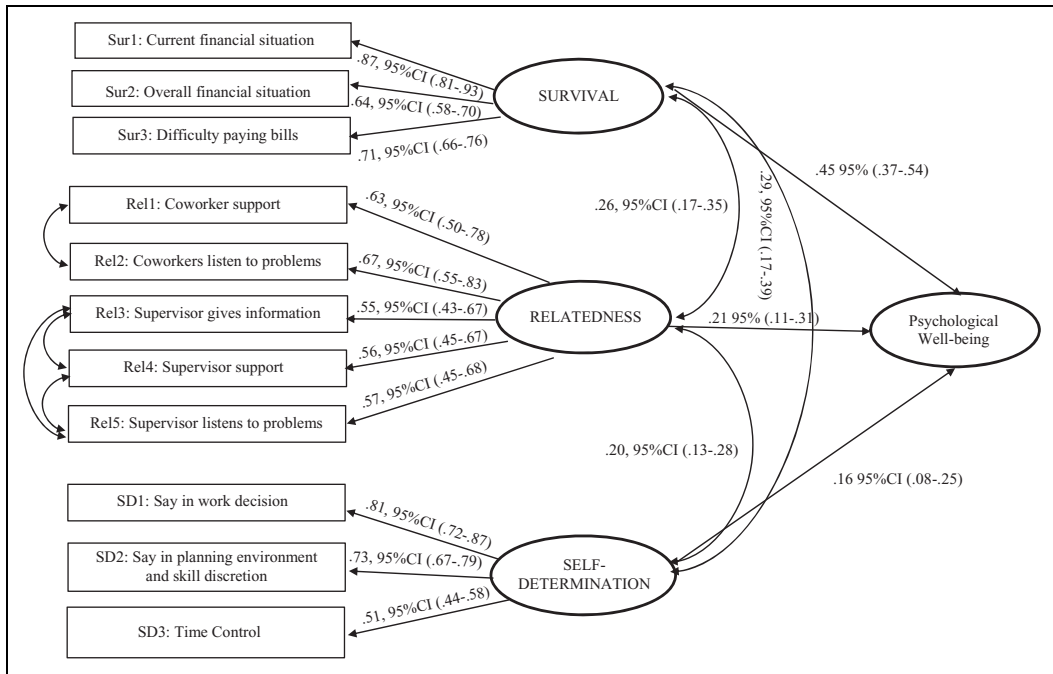 Sur1: Current financial situation
.87, 95%CI (.81-.93)
Sur2: Overall financial situation
.64, 95%CI (.58-.70)
Sur3: Difficulty paying bills
.71, 95%CI (.66-.76)
SURVIVAL
.45 95% (.37-.54)
.29, 95%CI
(.17-.39)
.26, 95%CI (.17-.35)
Rel1: Coworker support
.63, 95%CI (.50-.78)
Rel2: Coworkers listen to problems
.67, 95%CI (.55-.83)
Rel3: Supervisor gives information
.55, 95%CI (.43-.67)
Rel4: Supervisor support
.56, 95%CI (.45-.67)
Rel5: Supervisor listens to problems
.57, 95%CI (.45-.68)
RELATEDNESS
.21 95% (.11-.31)
Psychological
Well-being
.20, 95%CI (.13-.28)
.16 95%CI (.08-.25)
SD1: Say in work decision
.81, 95%CI (.72-.87)
SD2: Say in planning environment
and skill discretion
.73, 95%CI (.67-.79)
SD3: Time Control
.51, 95%CI (.44-.58)
SELF-
DETERMINATION